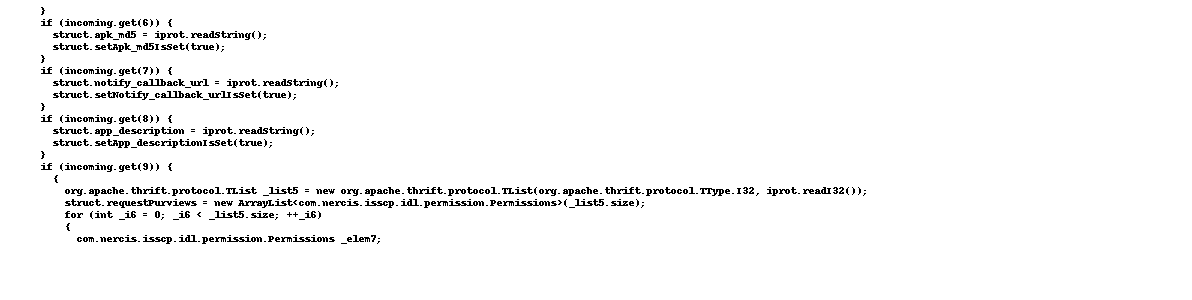 }
if (incoming.get(6)) {
struct.apk_md5 = iprot.readString();
struct.setApk_md5IsSet(true);
}
if (incoming.get(7)) {
struct.notify_callback_url = iprot.readString();
struct.setNotify_callback_urlIsSet(true);
}
if (incoming.get(8)) {
struct.app_description = iprot.readString();
struct.setApp_descriptionIsSet(true);
}
if (incoming.get(9)) {
{
org.apache.thrift.protocol.TList _list5 = new org.apache.thrift.protocol.TList(org.apache.thrift.protocol.TType.I32, iprot.readI32());
struct.requestPurviews = new ArrayList<com.nercis.isscp.idl.permission.Permissions>(_list5.size);
for (int _i6 = 0; _i6 < _list5.size; ++_i6)
{
com.nercis.isscp.idl.permission.Permissions _elem7;